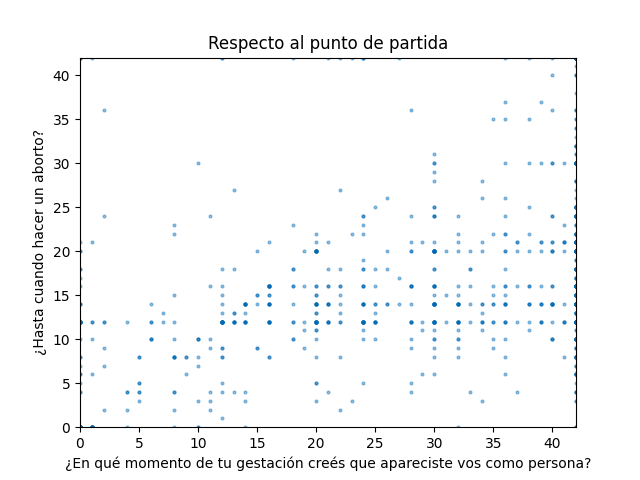 Respecto al punto de partida
¿Hasta cuando hacer un aborto?
40
35
30
25
20
15
10
5
0
0 5 10 15 20 25 30 35 40
¿En qué momento de tu gestación creés que apareciste vos como persona?